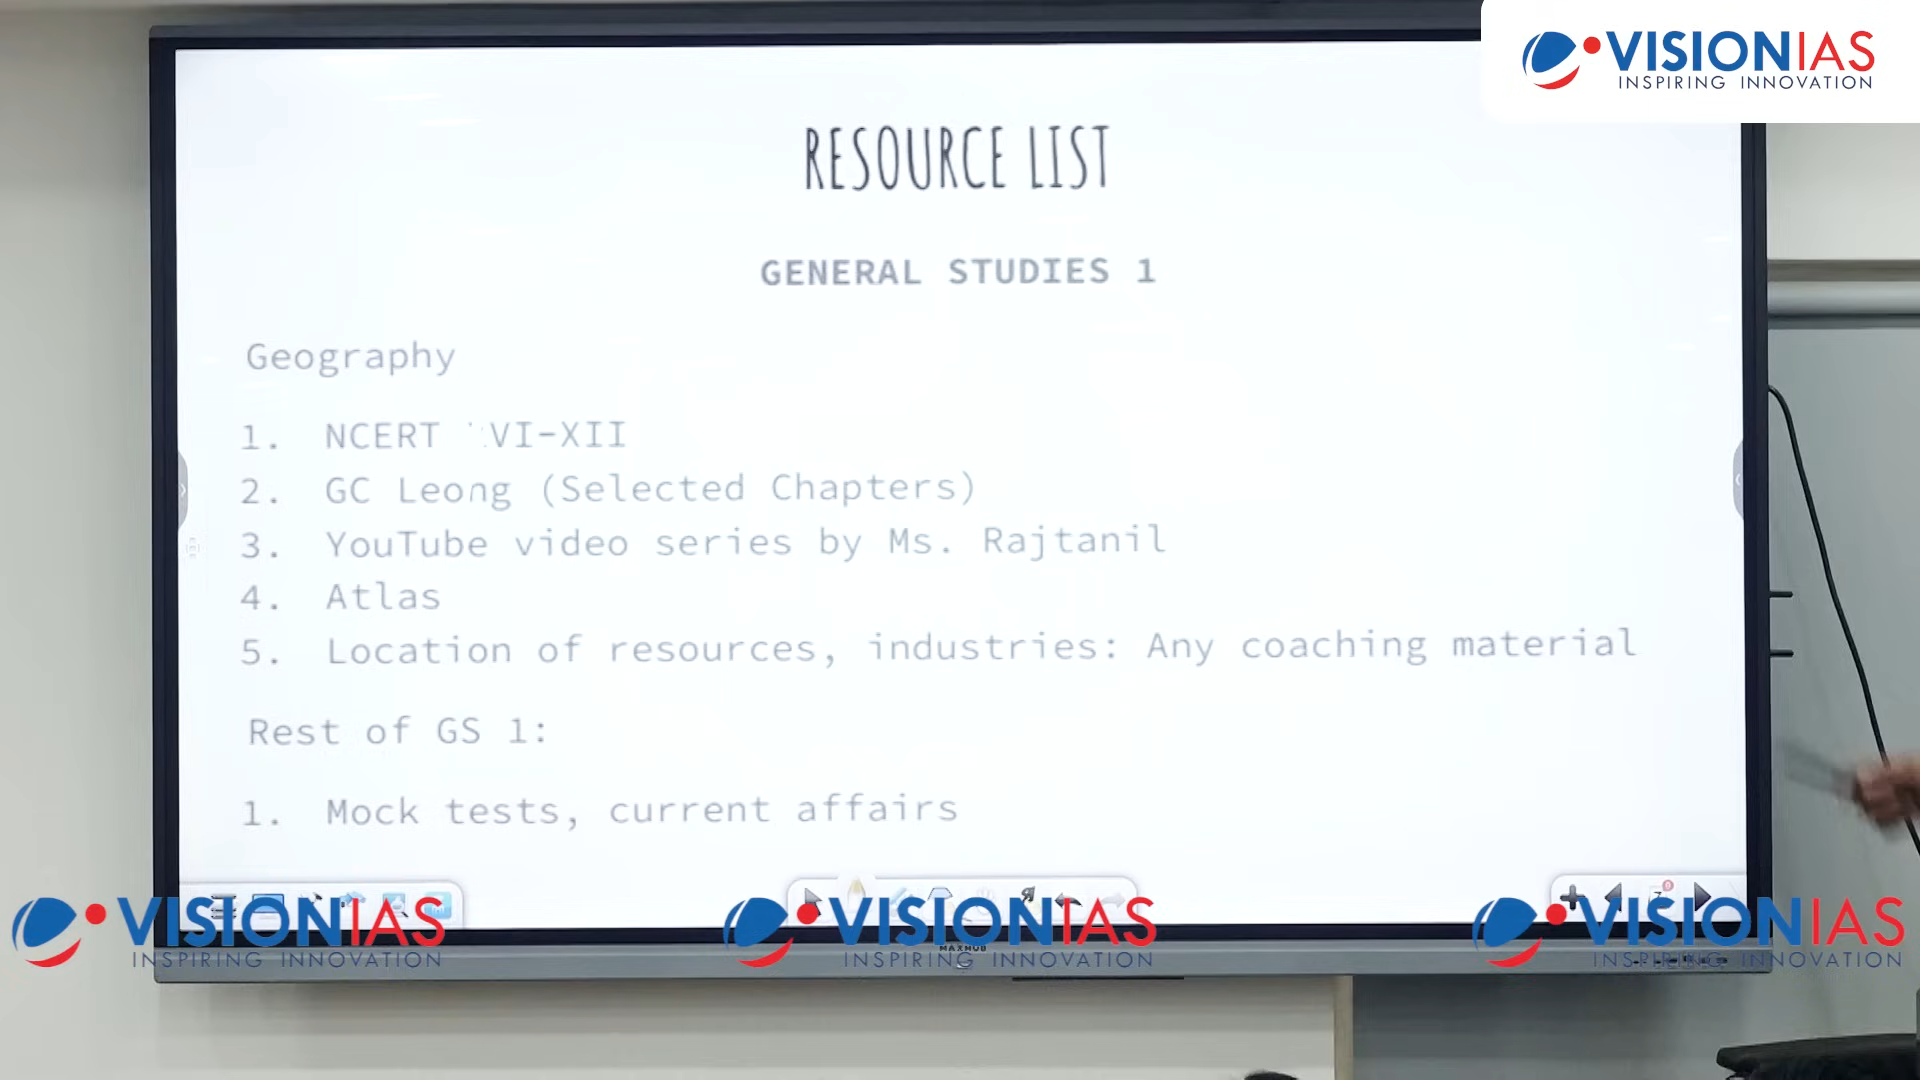 VISIONIAS
INSPIRING INNOVATION
RESOURCE LIST
GENERAL STUDIES 1
Geography
1. NCERT VI-XII
2. GC Leong (Selected Chapters)
3. YouTube video series by Ms. Rajtanil
4. Atlas
5. Location of resources, industries: Any coaching material
Rest of GS 1:
1. Mock tests, current affairs
VISIONIAS
INSPIRING INNOVATION
VISIONIAS
INSPIRING INNOVATION
VISIONIAS
INSPIRING INNOVATION
MAXHUB